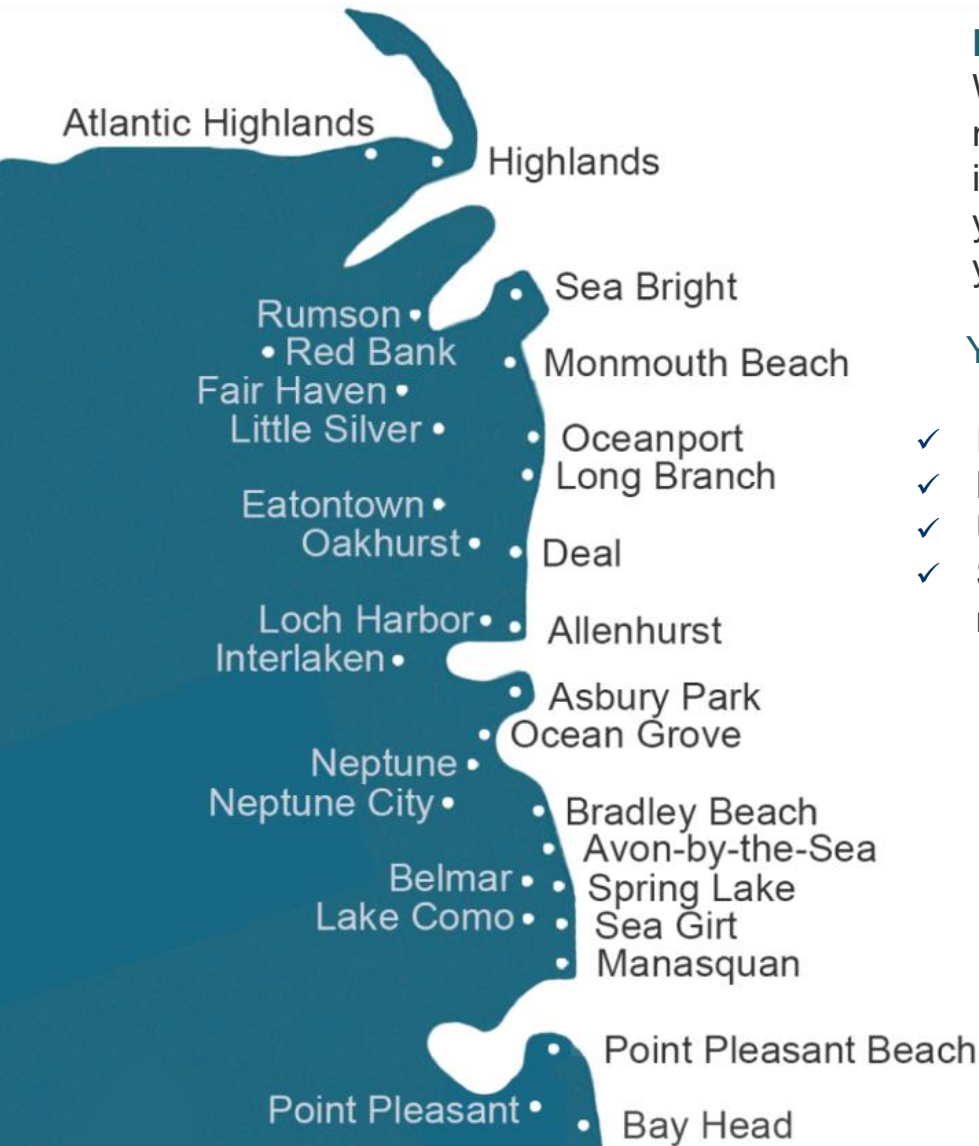 Atlantic Highlands
Highlands
Sea Bright
Rumson
Red Bank
Monmouth Beach
Fair Haven
Little Silver
Oceanport
Long Branch
Eatontown
Oakhurst
Deal
Loch Harbor
Allenhurst
Interlaken
Asbury Park
Ocean Grove
Neptune
Neptune City
Bradley Beach
Avon-by-the-Sea
Belmar
Spring Lake
Lake Como
Sea Girt
Manasquan
Point Pleasant Beach
Point Pleasant
Bay Head